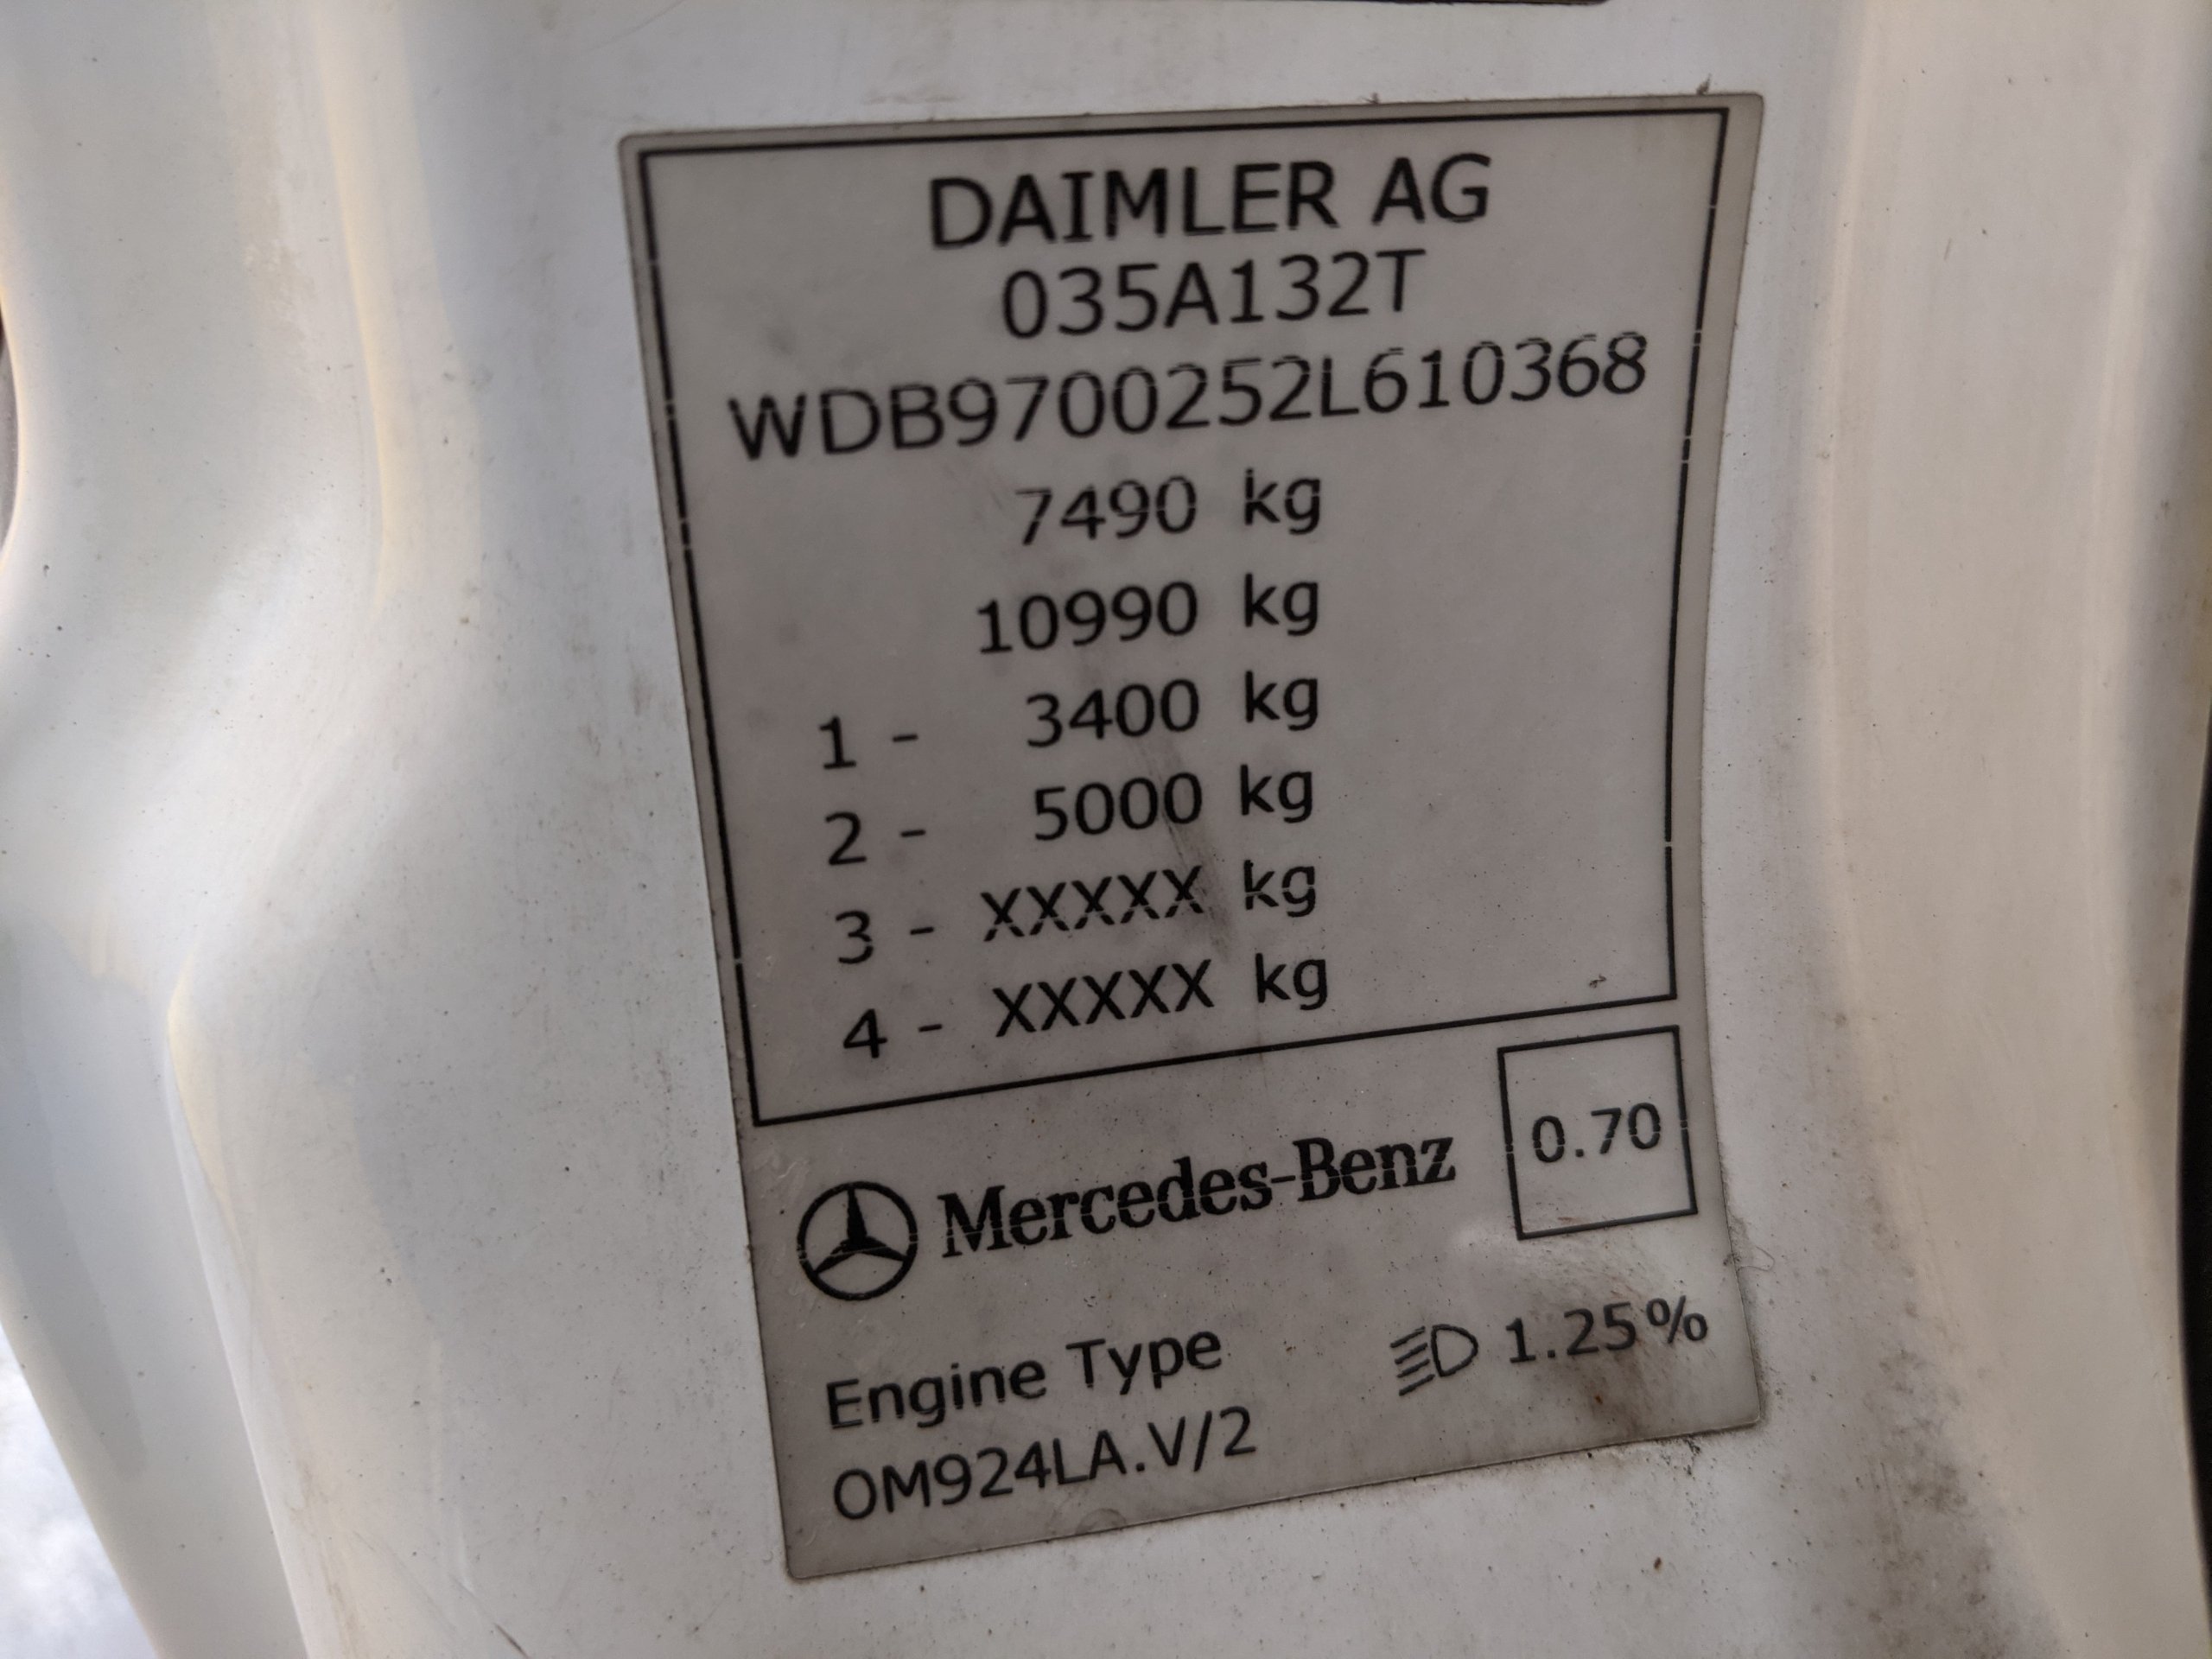 DAIMLER AG
035A132T
WDB9700252L610368
7490 kg
10990 kg
1 - 3400 kg
2 - 5000 kg
3 - XXXXX kg
4 - XXXXX kg
Mercedes-Benz
0.70
Engine Type
1.25%
OM924LA.V/2